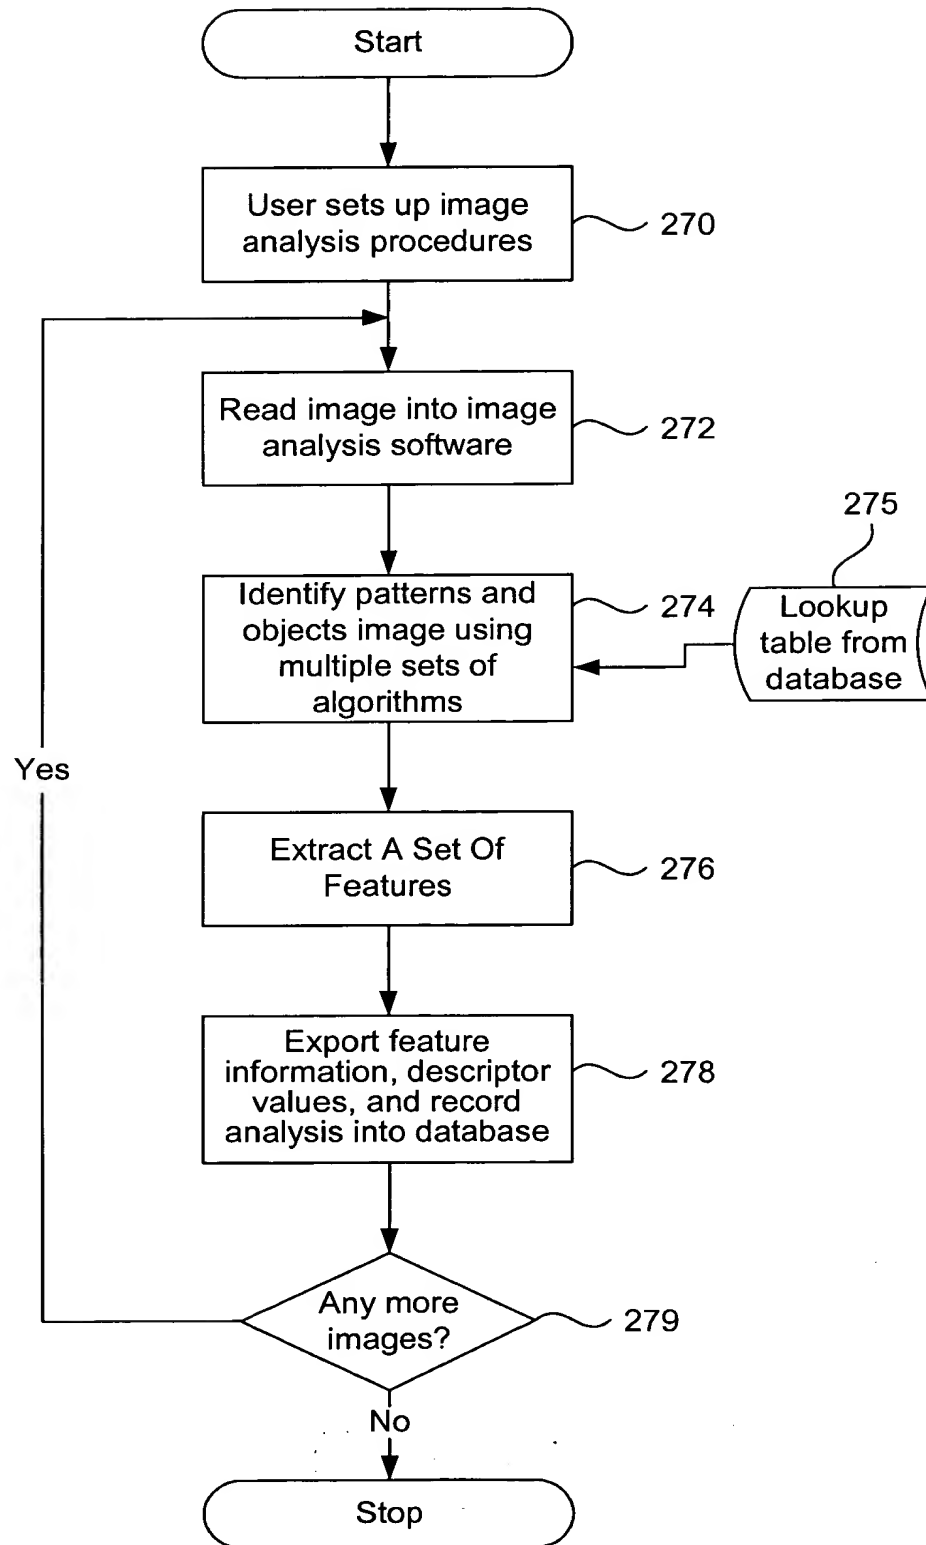 Start
User sets up image
analysis procedures
270
Read image into image
analysis software
272
275
Identify patterns and
objects image using
multiple sets of
algorithms
274
Lookup
table from
database
Yes
Extract A Set Of
Features
276
Export feature
information, descriptor
values, and record
analysis into database
278
Any more
images?
279
No
Stop